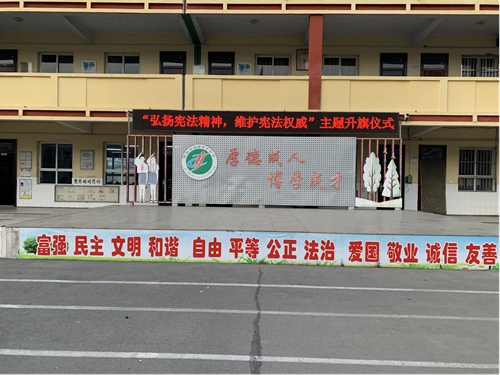 “弘扬宪法精神，维护宪法权威”主题升旗仪式
厚德成人
博学成才
富强 民主 文明 和谐 自由 平等 公正 法治 爱国 敬业 诚信 友善